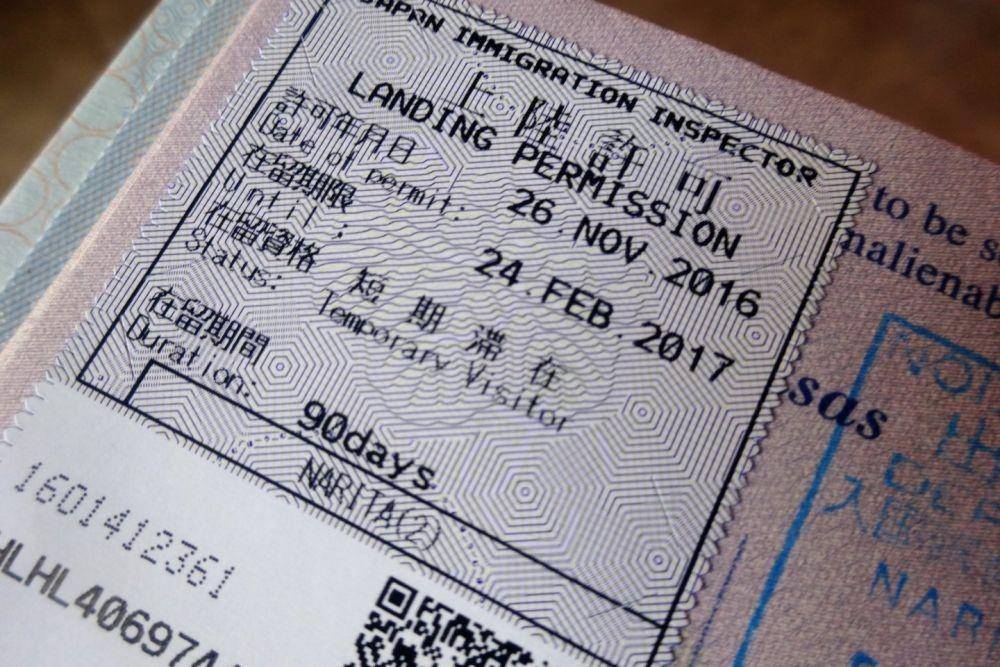 JAPAN IMMIGRATION INSPECTOR
上陸許可
LANDING PERMISSION
許可年月日
Date of permit: 26.NOV.2016
在留期限
Until: 24.FEB.2017
在留資格 短期滞在
Status: Temporary Visitor
在留期間
Duration: 90days
NARITA(2)
1601412361
to be
sas
NAR